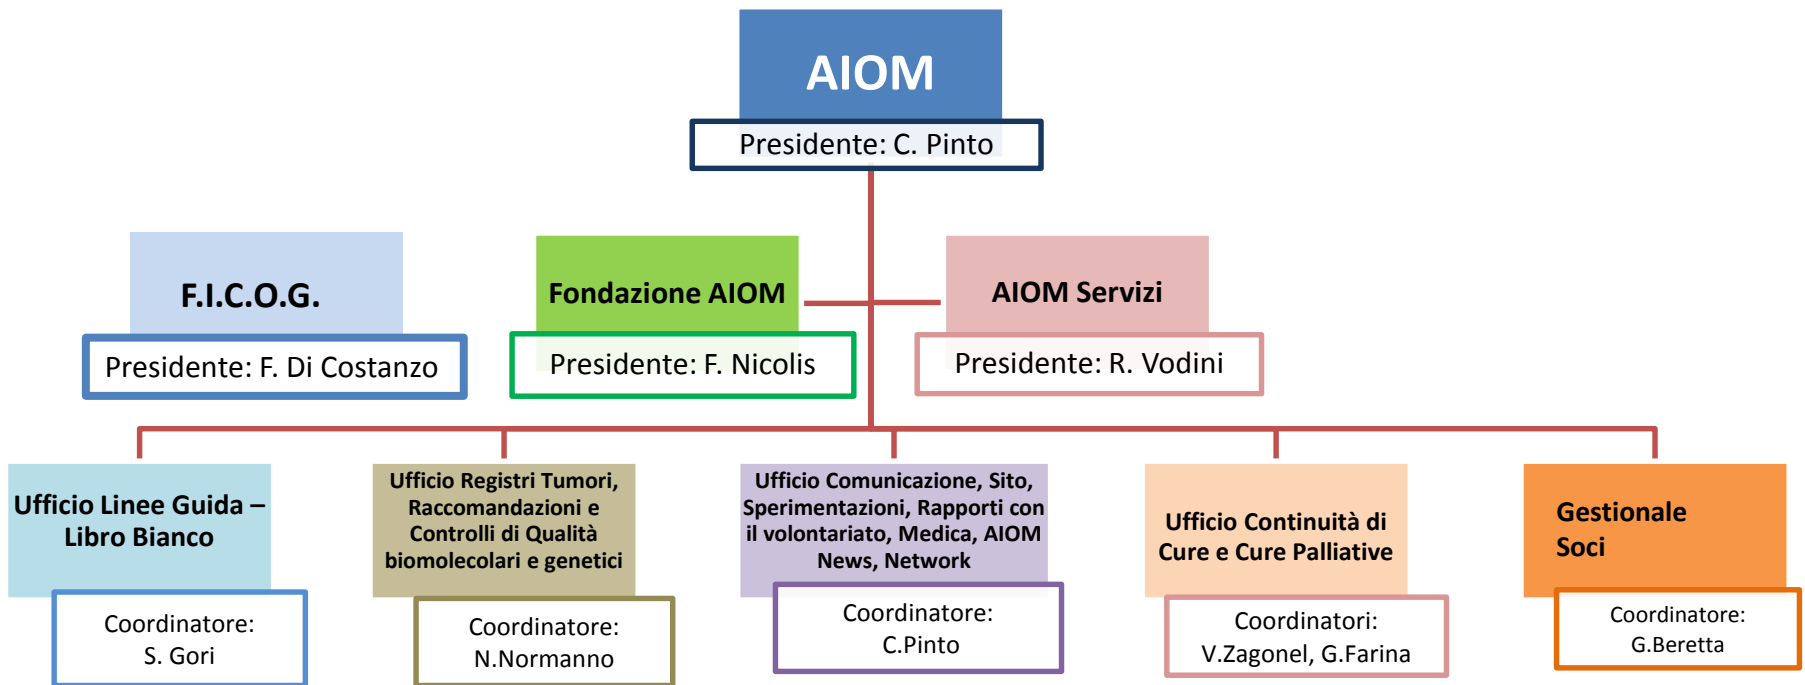 AIOM
Presidente: C. Pinto
F.I.C.O.G.
Presidente: F. Di Costanzo
Fondazione AIOM
Presidente: F. Nicolis
AIOM Servizi
Presidente: R. Vodini
Ufficio Linee Guida –
Libro Bianco
Coordinatore:
S. Gori
Ufficio Registri Tumori,
Raccomandazioni e
Controlli di Qualità
biomolecolari e genetici
Coordinatore:
N.Normanno
Ufficio Comunicazione, Sito,
Sperimentazioni, Rapporti con
il volontariato, Medica, AIOM
News, Network
Coordinatore:
C.Pinto
Ufficio Continuità di
Cure e Cure Palliative
Coordinatori:
V.Zagonel, G.Farina
Gestionale
Soci
Coordinatore:
G.Beretta